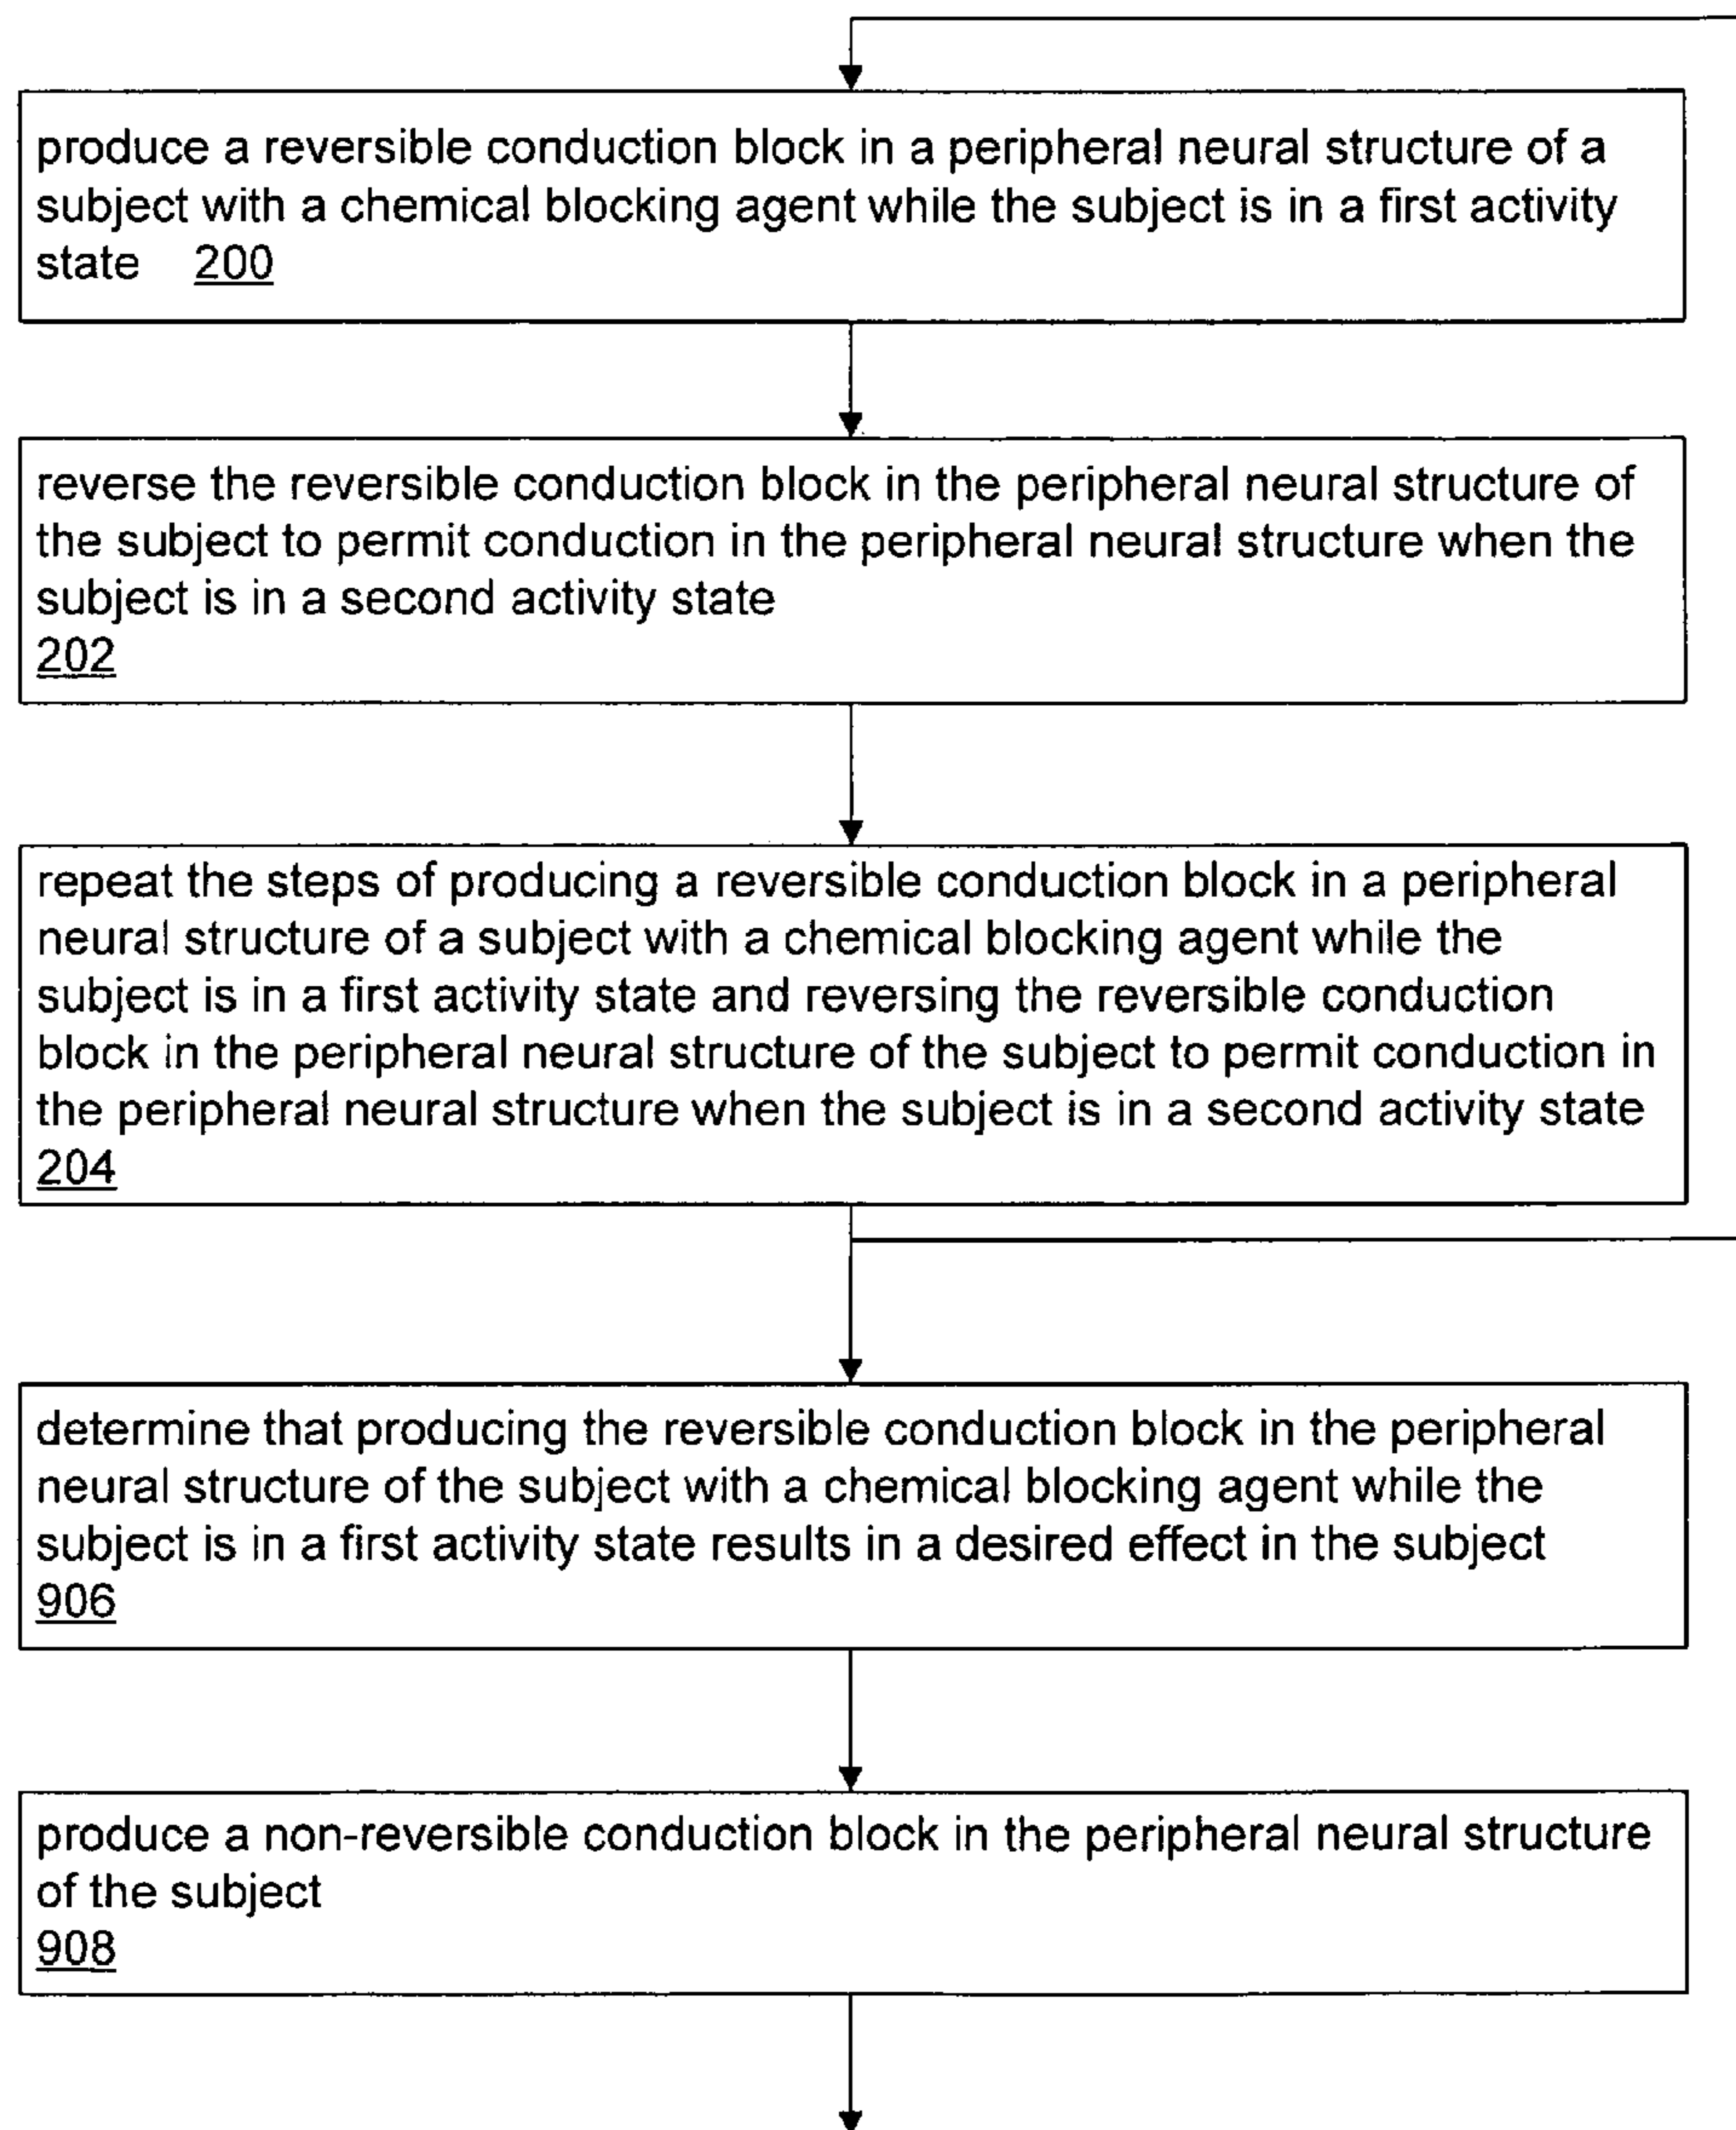 produce a reversible conduction block in a peripheral neural structure of a
subject with a chemical blocking agent while the subject is in a first activity
state 200
reverse the reversible conduction block in the peripheral neural structure of
the subject to permit conduction in the peripheral neural structure when the
subject is in a second activity state
202
repeat the steps of producing a reversible conduction block in a peripheral
neural structure of a subject with a chemical blocking agent while the
subject is in a first activity state and reversing the reversible conduction
block in the peripheral neural structure of the subject to permit conduction in
the peripheral neural structure when the subject is in a second activity state
204
determine that producing the reversible conduction block in the peripheral
neural structure of the subject with a chemical blocking agent while the
subject is in a first activity state results in a desired effect in the subject
906
produce a non-reversible conduction block in the peripheral neural structure
of the subject
908